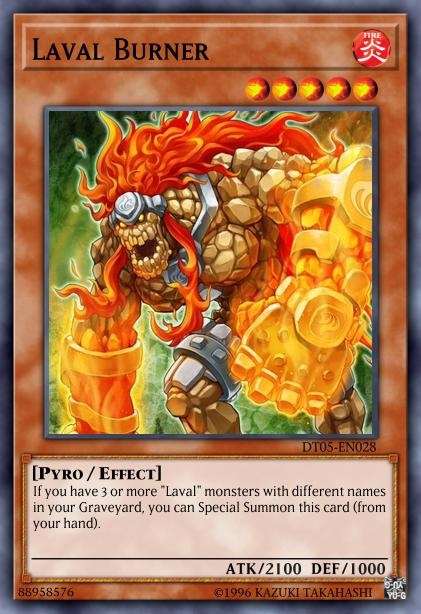 LAVAL BURNER
FIRE
炎
DT05-EN028
[PYRO / EFFECT]
If you have 3 or more "Laval" monsters with different names
in your Graveyard, you can Special Summon this card (from
your hand).
ATK/2100 DEF/1000
88958576
©1996 KAZUKI TAKAHASHI